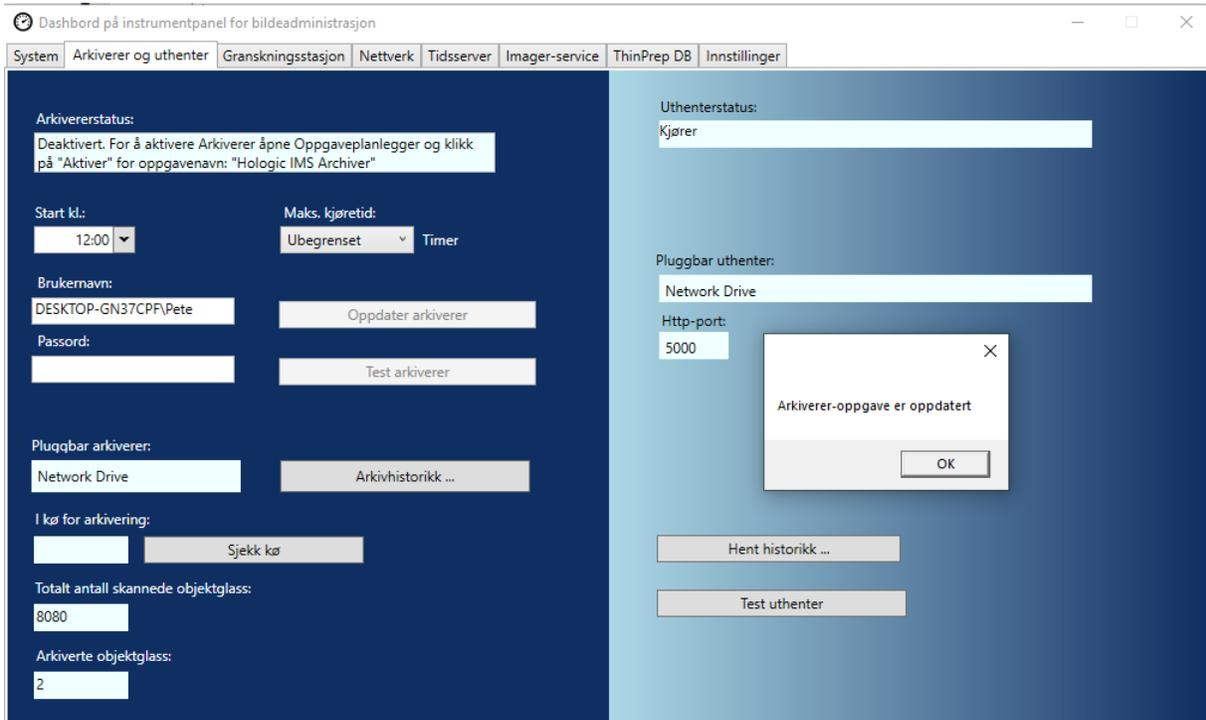 Dashbord på instrumentpanel for bildeadministrasjon
System Arkiverer og uthenter Granskningsstasjon Nettverk Tidsserver Imager-service ThinPrep DB Innstillinger
Arkivererstatus:
Deaktivert. For å aktivere Arkiverer åpne Oppgaveplanlegger og klikk
på "Aktiver" for oppgavenavn: "Hologic IMS Archiver"
Start kl.: Maks. kjøretid:
12:00 Ubegrenset Timer
Brukernavn:
DESKTOP-GN37CPF\Pete Oppdater arkiverer
Passord:
Test arkiverer
Pluggbar arkiverer:
Network Drive Arkivhistorikk ...
I kø for arkivering:
Sjekk kø
Totalt antall skannede objektglass:
8080
Arkiverte objektglass:
2
Uthenterstatus:
Kjører
Pluggbar uthenter:
Network Drive
Http-port:
5000
Arkiverer-oppgave er oppdatert
OK
Hent historikk ...
Test uthenter